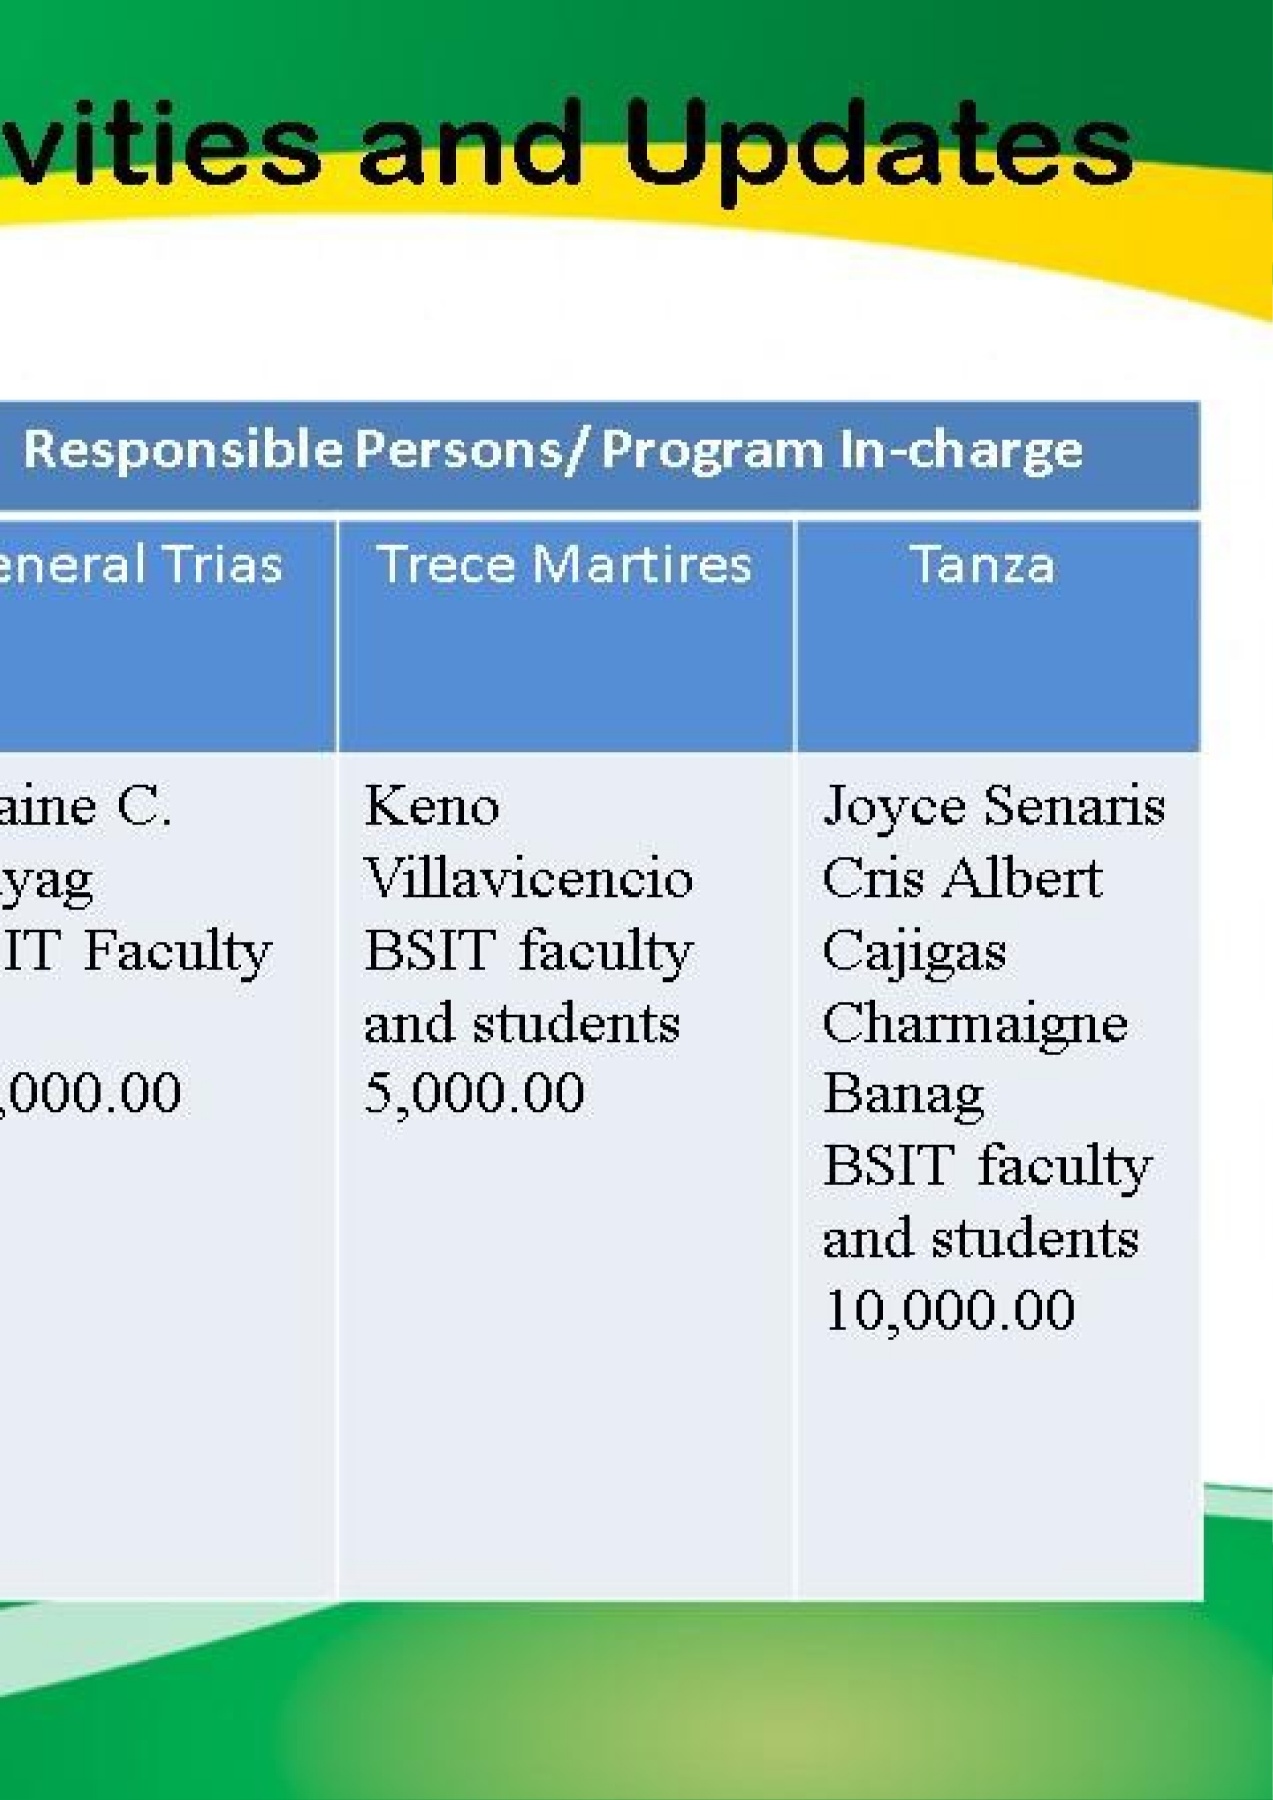 vities and Updates
Responsible Persons/ Program In-charge
eneral Trias
Trece Martires
Tanza
aine C.
yag
IT Faculty
,000.00
Keno
Villavicencio
BSIT faculty
and students
5,000.00
Joyce Senaris
Cris Albert
Cajigas
Charmaigne
Banag
BSIT faculty
and students
10,000.00